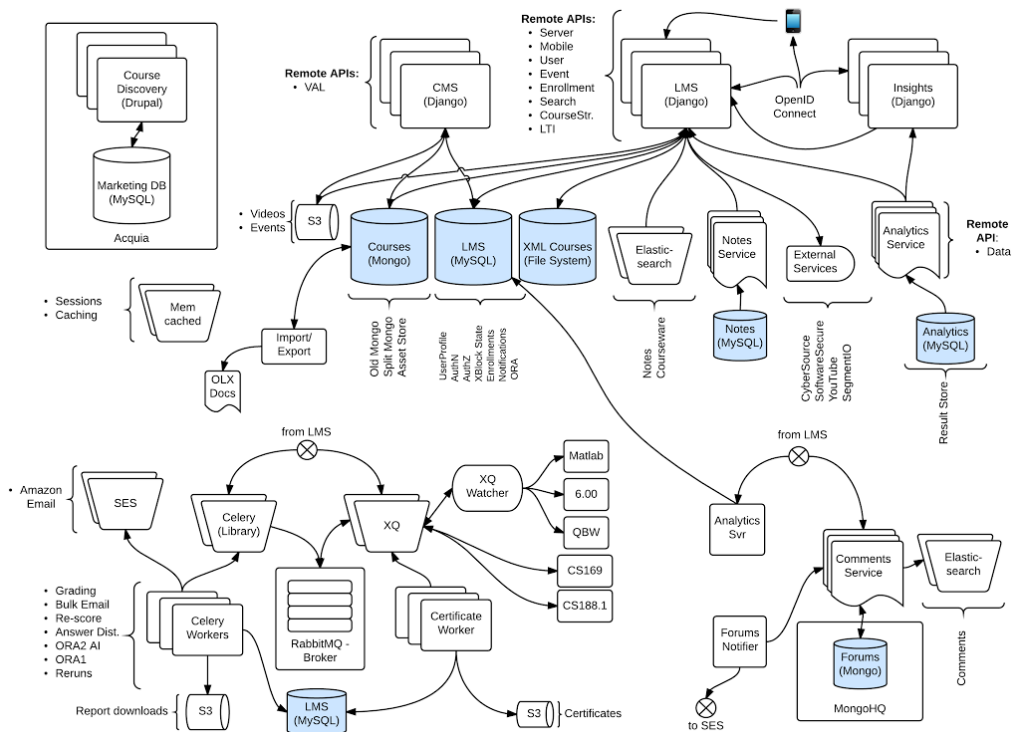 Course
Discovery
(Drupal)
Marketing DB
(MySQL)
Acquia
Remote APIs:
• VAL
CMS
(Django)
Remote APIs:
• Server
• Mobile
• User
• Event
• Enrollment
• Search
• CourseStr.
• LTI
LMS
(Django)
OpenID
Connect
Insights
(Django)
• Videos
• Events
S3
Courses
(Mongo)
LMS
(MySQL)
XML Courses
(File System)
Elastic-
search
Notes
Service
External
Services
Analytics
Service
Remote
API:
• Data
• Sessions
• Caching
Mem
cached
Import/
Export
OLX
Docs
Old Mongo
Split Mongo
Asset Store
UserProfile
AuthN
AuthZ
XBlock State
Enrollments
Notifications
ORA
Notes
Courseware
Notes
(MySQL)
CyberSource
SoftwareSecure
YouTube
SegmentIO
Analytics
(MySQL)
Result Store
from LMS
• Amazon
Email
SES
Celery
(Library)
XQ
XQ
Watcher
Matlab
6.00
QBW
CS169
CS188.1
• Grading
• Bulk Email
• Re-score
• Answer Dist.
• ORA2 AI
• ORA1
• Reruns
Celery
Workers
RabbitMQ -
Broker
Certificate
Worker
Report downloads
S3
LMS
(MySQL)
S3
Certificates
from LMS
Analytics
Svr
Comments
Service
Elastic-
search
Comments
Forums
Notifier
to SES
Forums
(Mongo)
MongoHQ